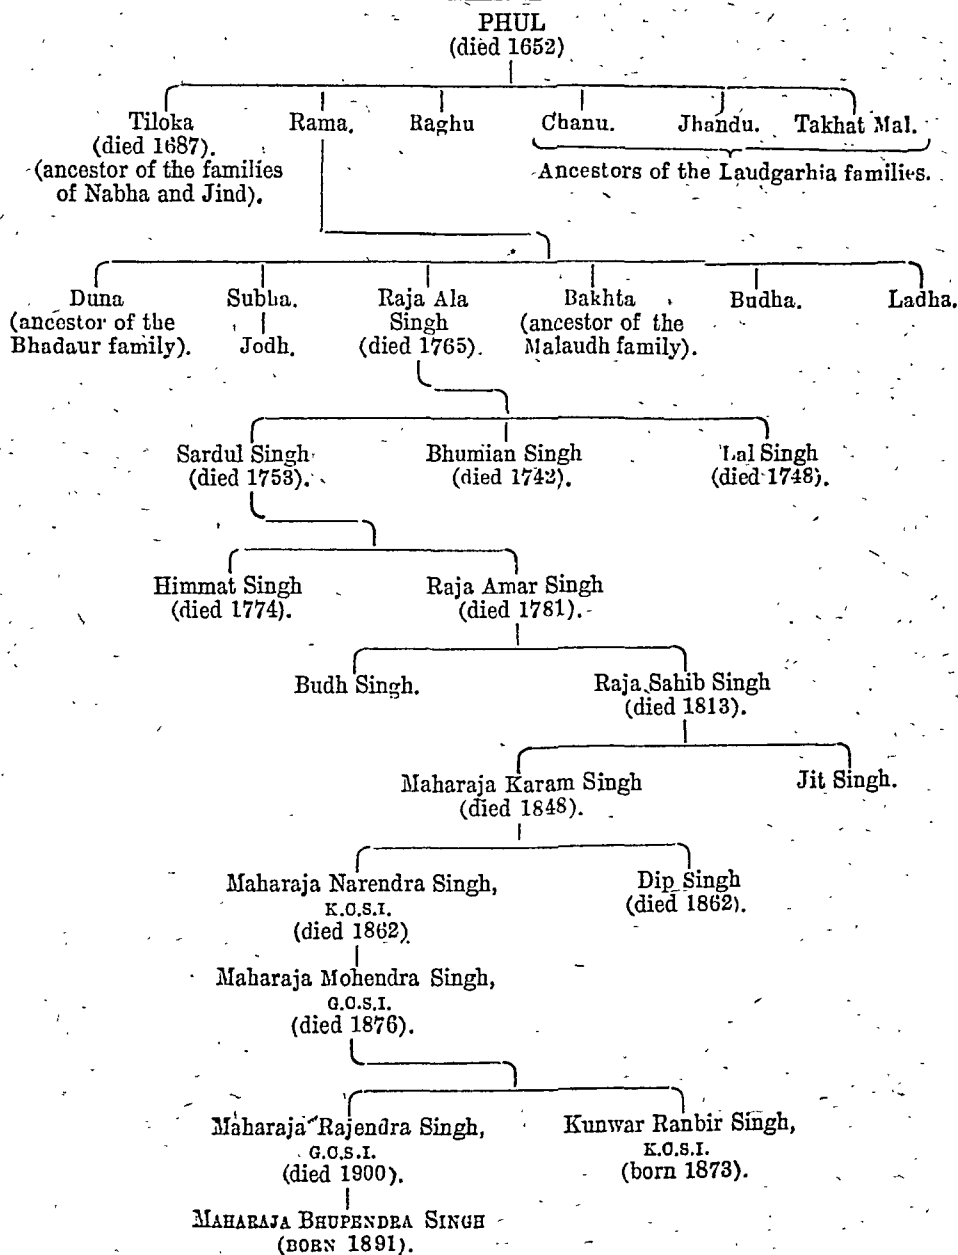 PHUL
(died 1652)
Tiloka
(died 1687).
(ancestor of the families
of Nabha and Jind).
Rama.
Raghu
Chanu.
Jhandu.
Takhat Mal.
Ancestors of the Laudgarhia families.
Duna
(ancestor of the
Bhadaur family).
Subha.
Jodh.
Raja Ala
Singh
(died 1765).
Bakhta
(ancestor of the
Malaudh family).
Budha.
Ladha.
Sardul Singh
(died 1753).
Bhumian Singh
(died 1742).
Lal Singh
(died 1748).
Himmat Singh
(died 1774).
Raja Amar Singh
(died 1781).
Budh Singh.
Raja Sahib Singh
(died 1813).
Maharaja Karam Singh
(died 1848).
Jit Singh.
Maharaja Narendra Singh,
K.C.S.I.
(died 1862)
Dip Singh
(died 1862).
Maharaja Mohendra Singh,
G.C.S.I.
(died 1876).
Maharaja Rajendra Singh,
G.C.S.I.
(died 1900).
Kunwar Ranbir Singh,
K.C.S.I.
(born 1873).
MAHARAJA BHUPENDRA SINGH
(BORN 1891).